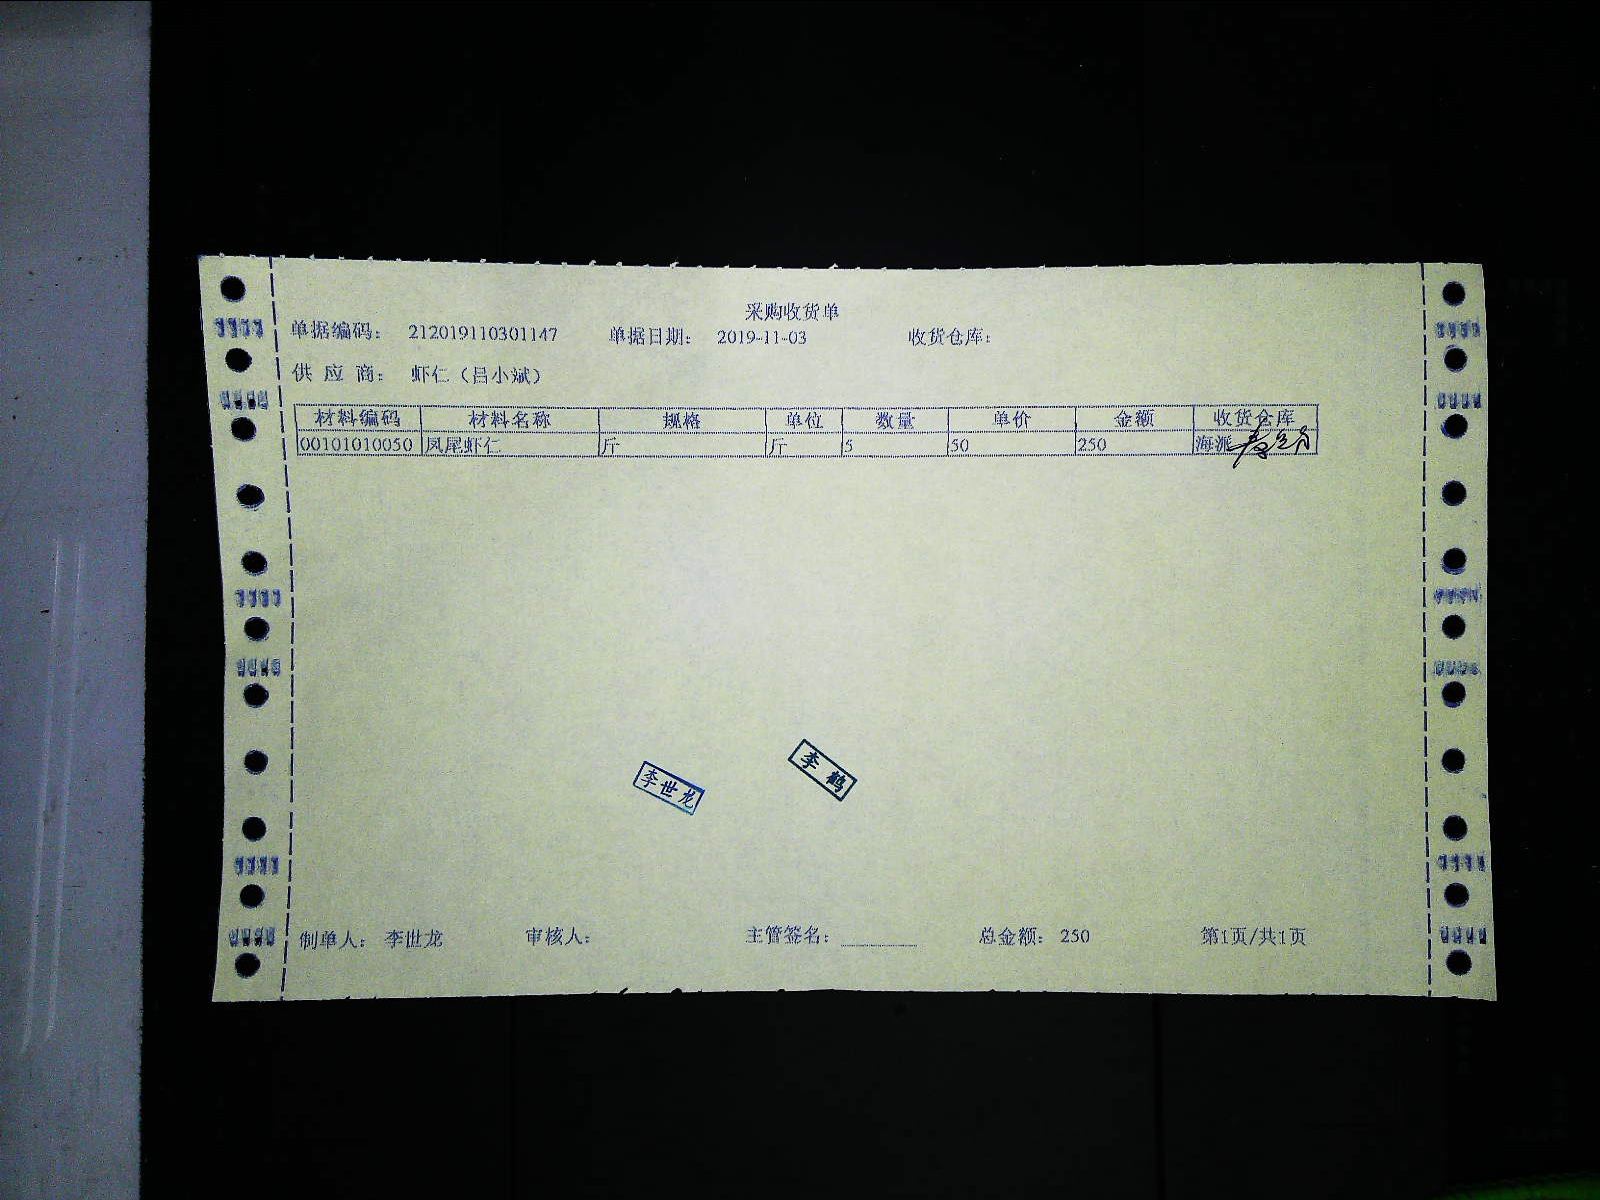 采购收货单
单据编码： 212019110301147 单据日期： 2019-11-03 收货仓库：
供应商： 虾仁（吕小斌）
材料编码 材料名称 规格 单位 数量 单价 金额 收货仓库
00101010050 凤尾虾仁 斤 斤 5 50 250 海派
李鹤
李世龙
制单人： 李世龙 审核人： 主管签名： 总金额： 250 第1页/共1页